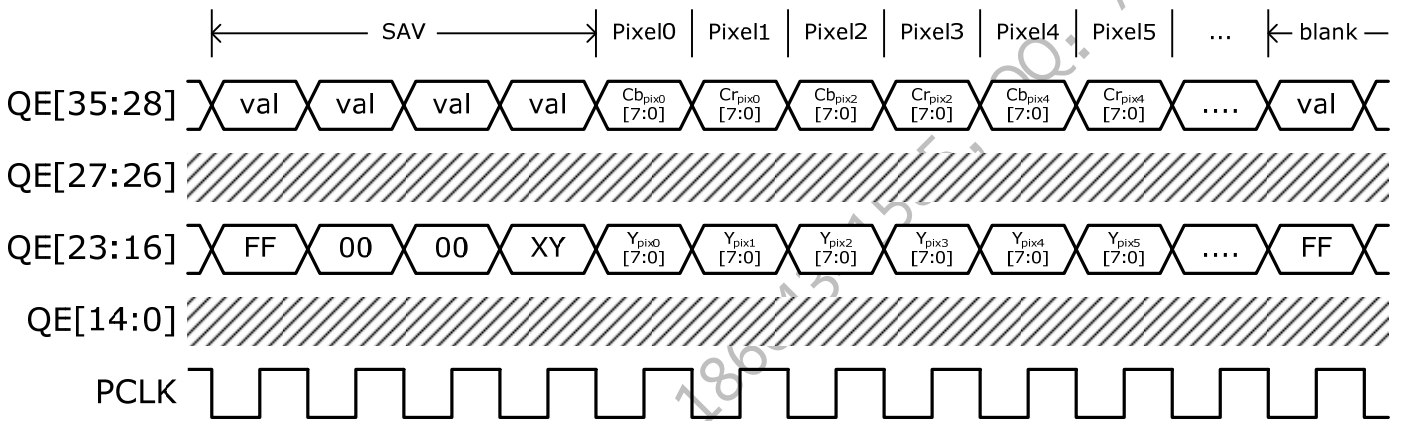 SAV Pixel0 Pixel1 Pixel2 Pixel3 Pixel4 Pixel5 ... blank
QE[35:28] val val val val Cbpix0 [7:0] Crpix0 [7:0] Cbpix2 [7:0] Crpix2 [7:0] Cbpix4 [7:0] Crpix4 [7:0] .... val
QE[27:26]
QE[23:16] FF 00 00 XY Ypix0 [7:0] Ypix1 [7:0] Ypix2 [7:0] Ypix3 [7:0] Ypix4 [7:0] Ypix5 [7:0] .... FF
QE[14:0]
PCLK